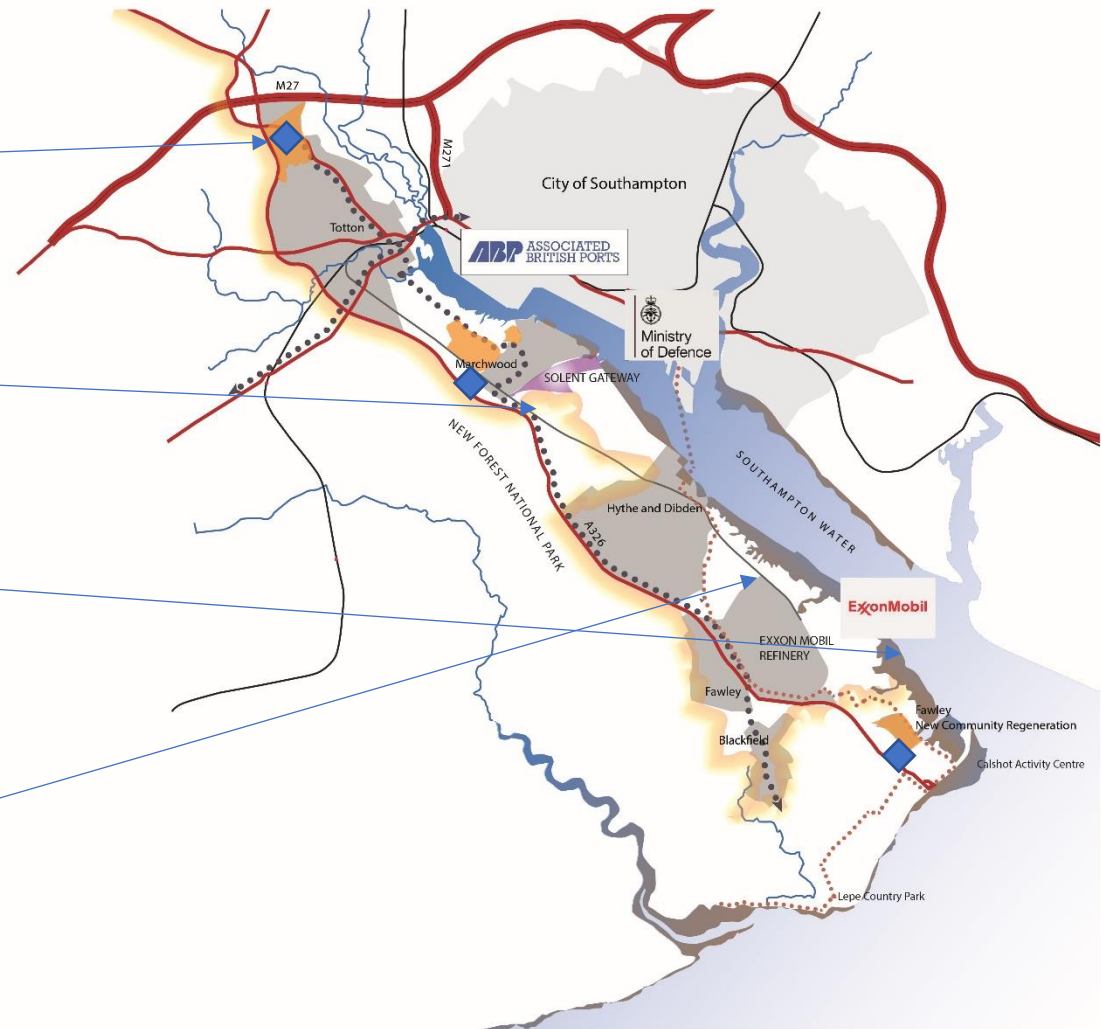 M27
M271
City of Southampton
Totton
ABP ASSOCIATED
BRITISH PORTS
Ministry
of Defence
Marchwood
SOLENT GATEWAY
NEW FOREST NATIONAL PARK
SOUTHAMPTON WATER
Hythe and Dibden
A326
ExxonMobil
EXXON MOBIL
REFINERY
Fawley
Fawley
New Community Regeneration
Blackfield
Calshot Activity Centre
Lepe Country Park